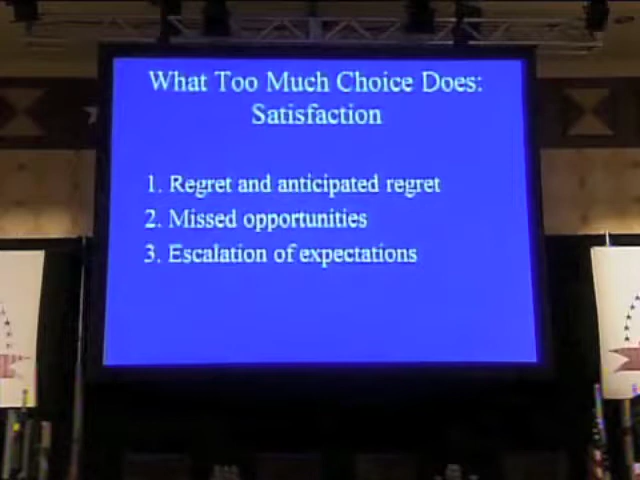 What Too Much Choice Does:
Satisfaction
1. Regret and anticipated regret
2. Missed opportunities
3. Escalation of expectations